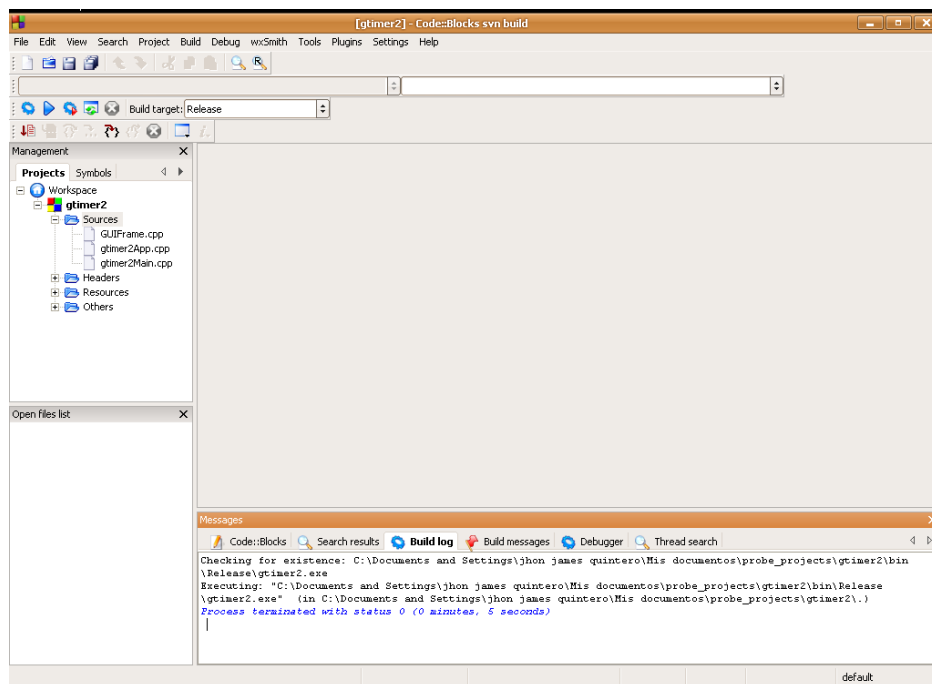 [gtimer2] - Code::Blocks svn build
File Edit View Search Project Build Debug wxSmith Tools Plugins Settings Help
Build target: Release
Management
Projects Symbols
Workspace
gtimer2
Sources
GUIFrame.cpp
gtimer2App.cpp
gtimer2Main.cpp
Headers
Resources
Others
Open files list
Messages
Code::Blocks Search results Build log Build messages Debugger Thread search
Checking for existence: C:\Documents and Settings\jhon james quintero\Mis documentos\probe_projects\gtimer2\bin
\Release\gtimer2.exe
Executing: "C:\Documents and Settings\jhon james quintero\Mis documentos\probe_projects\gtimer2\bin\Release
\gtimer2.exe" (in C:\Documents and Settings\jhon james quintero\Mis documentos\probe_projects\gtimer2\.)
Process terminated with status 0 (0 minutes, 5 seconds)
default